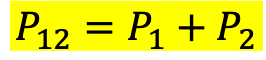 P₁₂ = P₁ + P₂